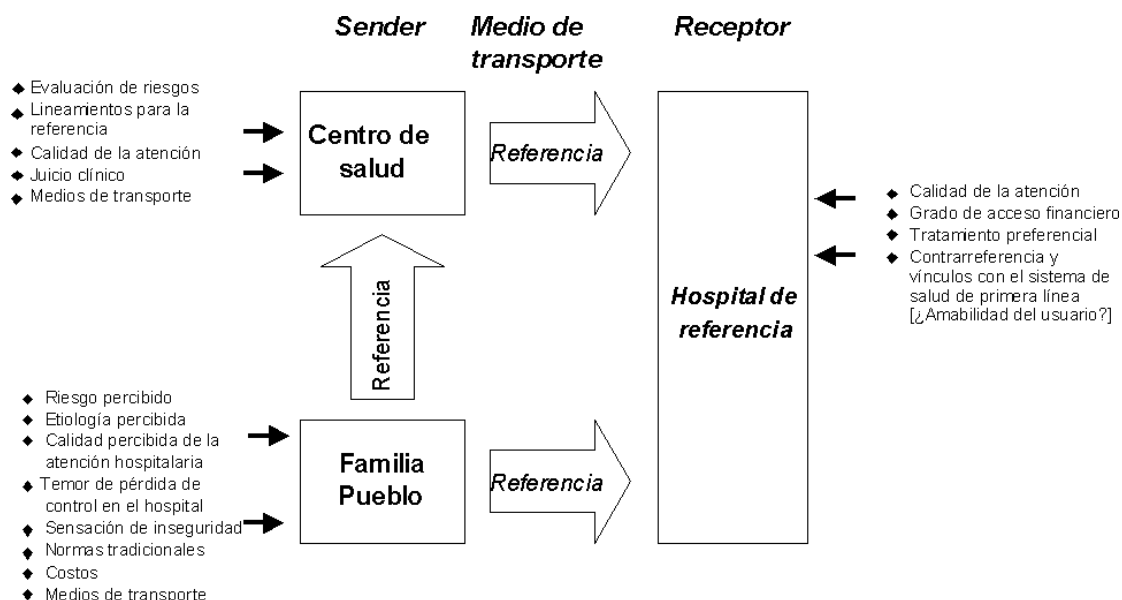 Sender
Medio de
transporte
Receptor
Evaluación de riesgos
Lineamientos para la
referencia
Calidad de la atención
Juicio clínico
Medios de transporte
Centro de
salud
Referencia
Calidad de la atención
Grado de acceso financiero
Tratamiento preferencial
Contrarreferencia y
vínculos con el sistema de
salud de primera línea
[¿Amabilidad del usuario?]
Hospital de
referencia
Referencia
Riesgo percibido
Etiología percibida
Calidad percibida de la
atención hospitalaria
Temor de pérdida de
control en el hospital
Sensación de inseguridad
Normas tradicionales
Costos
Medios de transporte
Familia
Pueblo
Referencia